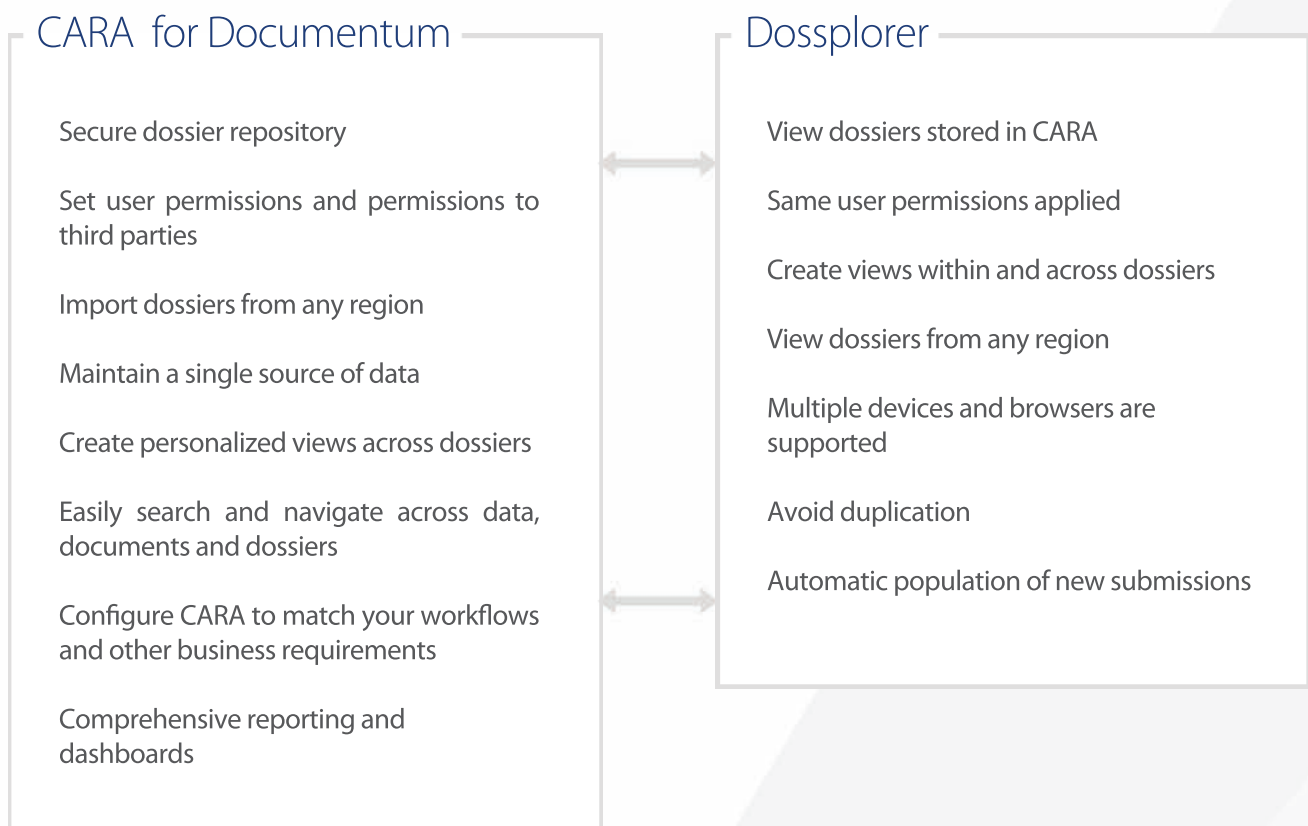 CARA for Documentum
Secure dossier repository
Set user permissions and permissions to
third parties
Import dossiers from any region
Maintain a single source of data
Create personalized views across dossiers
Easily search and navigate across data,
documents and dossiers
Configure CARA to match your workflows
and other business requirements
Comprehensive reporting and
dashboards
Dossplorer
View dossiers stored in CARA
Same user permissions applied
Create views within and across dossiers
View dossiers from any region
Multiple devices and browsers are
supported
Avoid duplication
Automatic population of new submissions